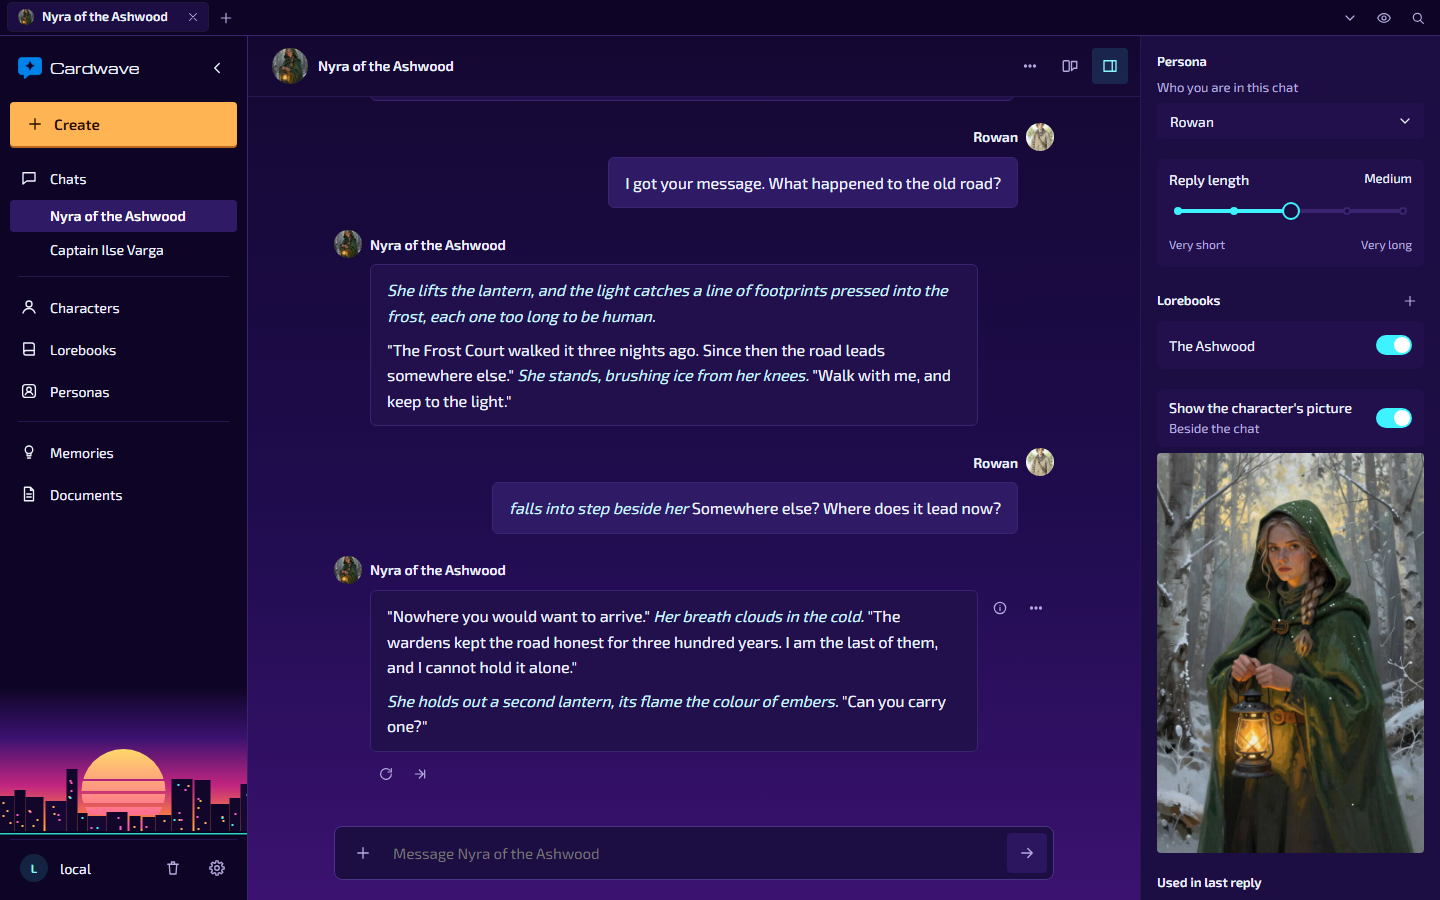 Nyra of the Ashwood
Cardwave
Create
Chats
Nyra of the Ashwood
Captain Ilse Varga
Characters
Lorebooks
Personas
Memories
Documents
L
local
Nyra of the Ashwood
Rowan
I got your message. What happened to the old road?
Nyra of the Ashwood
She lifts the lantern, and the light catches a line of footprints pressed into the
frost, each one too long to be human.
"The Frost Court walked it three nights ago. Since then the road leads
somewhere else." She stands, brushing ice from her knees. "Walk with me, and
keep to the light."
Rowan
falls into step beside her Somewhere else? Where does it lead now?
Nyra of the Ashwood
"Nowhere you would want to arrive." Her breath clouds in the cold. "The
wardens kept the road honest for three hundred years. I am the last of them,
and I cannot hold it alone."
She holds out a second lantern, its flame the colour of embers. "Can you carry
one?"
Message Nyra of the Ashwood
Persona
Who you are in this chat
Rowan
Reply length Medium
Very short Very long
Lorebooks
The Ashwood
Show the character's picture
Beside the chat
Used in last reply